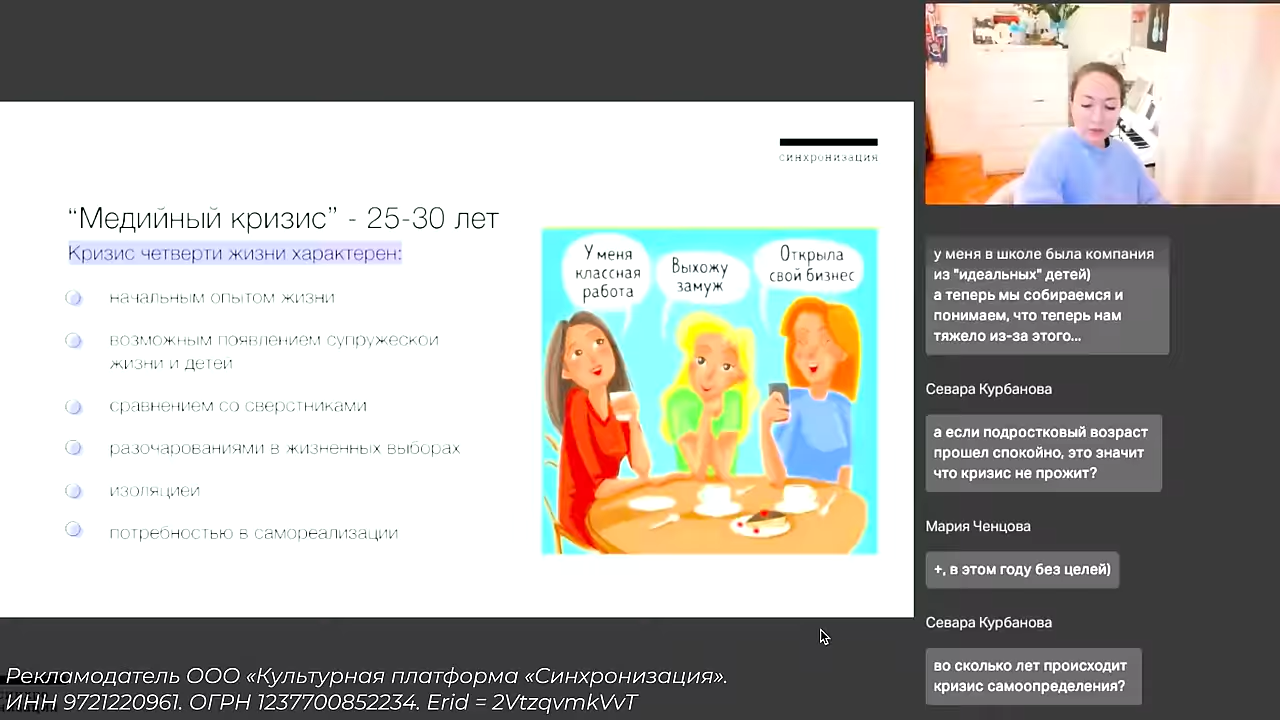 синхронизация
“Медийный кризис” - 25-30 лет
Кризис четверти жизни характерен:
начальным опытом жизни
возможным появлением супружеской
жизни и детей
сравнением со сверстниками
разочарованиями в жизненных выборах
изоляцией
потребностью в самореализации
У меня
классная
работа
Выхожу
замуж
Открыла
свой бизнес
у меня в школе была компания
из "идеальных" детей)
а теперь мы собираемся и
понимаем, что теперь нам
тяжело из-за этого...
Севара Курбанова
а если подростковый возраст
прошел спокойно, это значит
что кризис не прожит?
Мария Ченцова
+, в этом году без целей)
Севара Курбанова
во сколько лет происходит
кризис самоопределения?
Рекламодатель ООО «Культурная платформа «Синхронизация».
ИНН 9721220961. ОГРН 1237700852234. Erid = 2VtzqvmkVvT